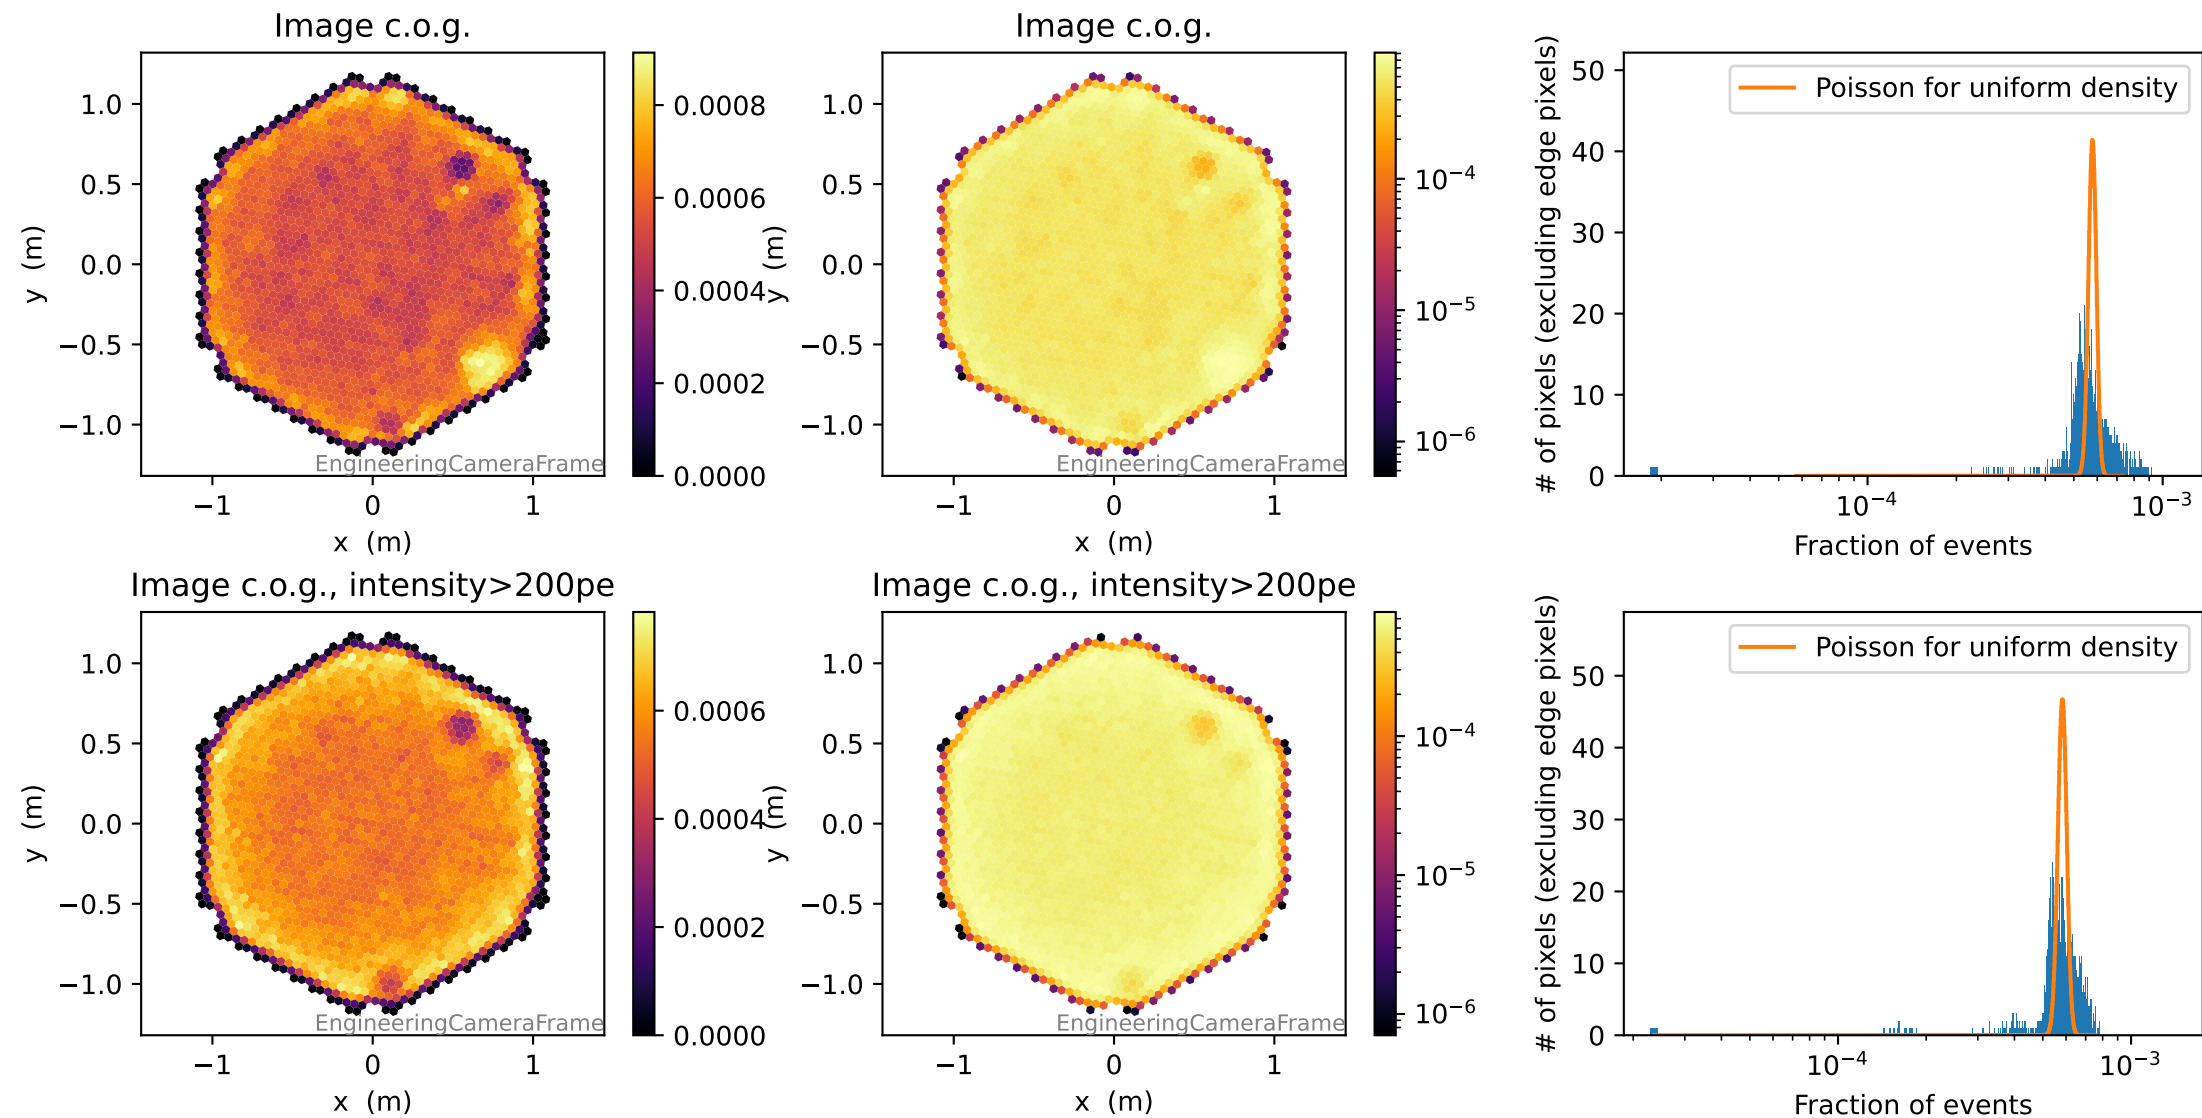 Image c.o.g.
y (m)
1.0
0.5
0.0
−0.5
−1.0
EngineeringCameraFrame
−1 0 1
x (m)
0.0008
0.0006
0.0004
0.0002
0.0000
Image c.o.g.
y (m)
1.0
0.5
0.0
−0.5
−1.0
EngineeringCameraFrame
−1 0 1
x (m)
10⁻⁴
10⁻⁵
10⁻⁶
# of pixels (excluding edge pixels)
50
40
30
20
10
0
Poisson for uniform density
10⁻⁴ 10⁻³
Fraction of events
Image c.o.g., intensity>200pe
y (m)
1.0
0.5
0.0
−0.5
−1.0
EngineeringCameraFrame
−1 0 1
x (m)
0.0006
0.0004
0.0002
0.0000
Image c.o.g., intensity>200pe
y (m)
1.0
0.5
0.0
−0.5
−1.0
EngineeringCameraFrame
−1 0 1
x (m)
10⁻⁴
10⁻⁵
10⁻⁶
# of pixels (excluding edge pixels)
50
40
30
20
10
0
Poisson for uniform density
10⁻⁴ 10⁻³
Fraction of events